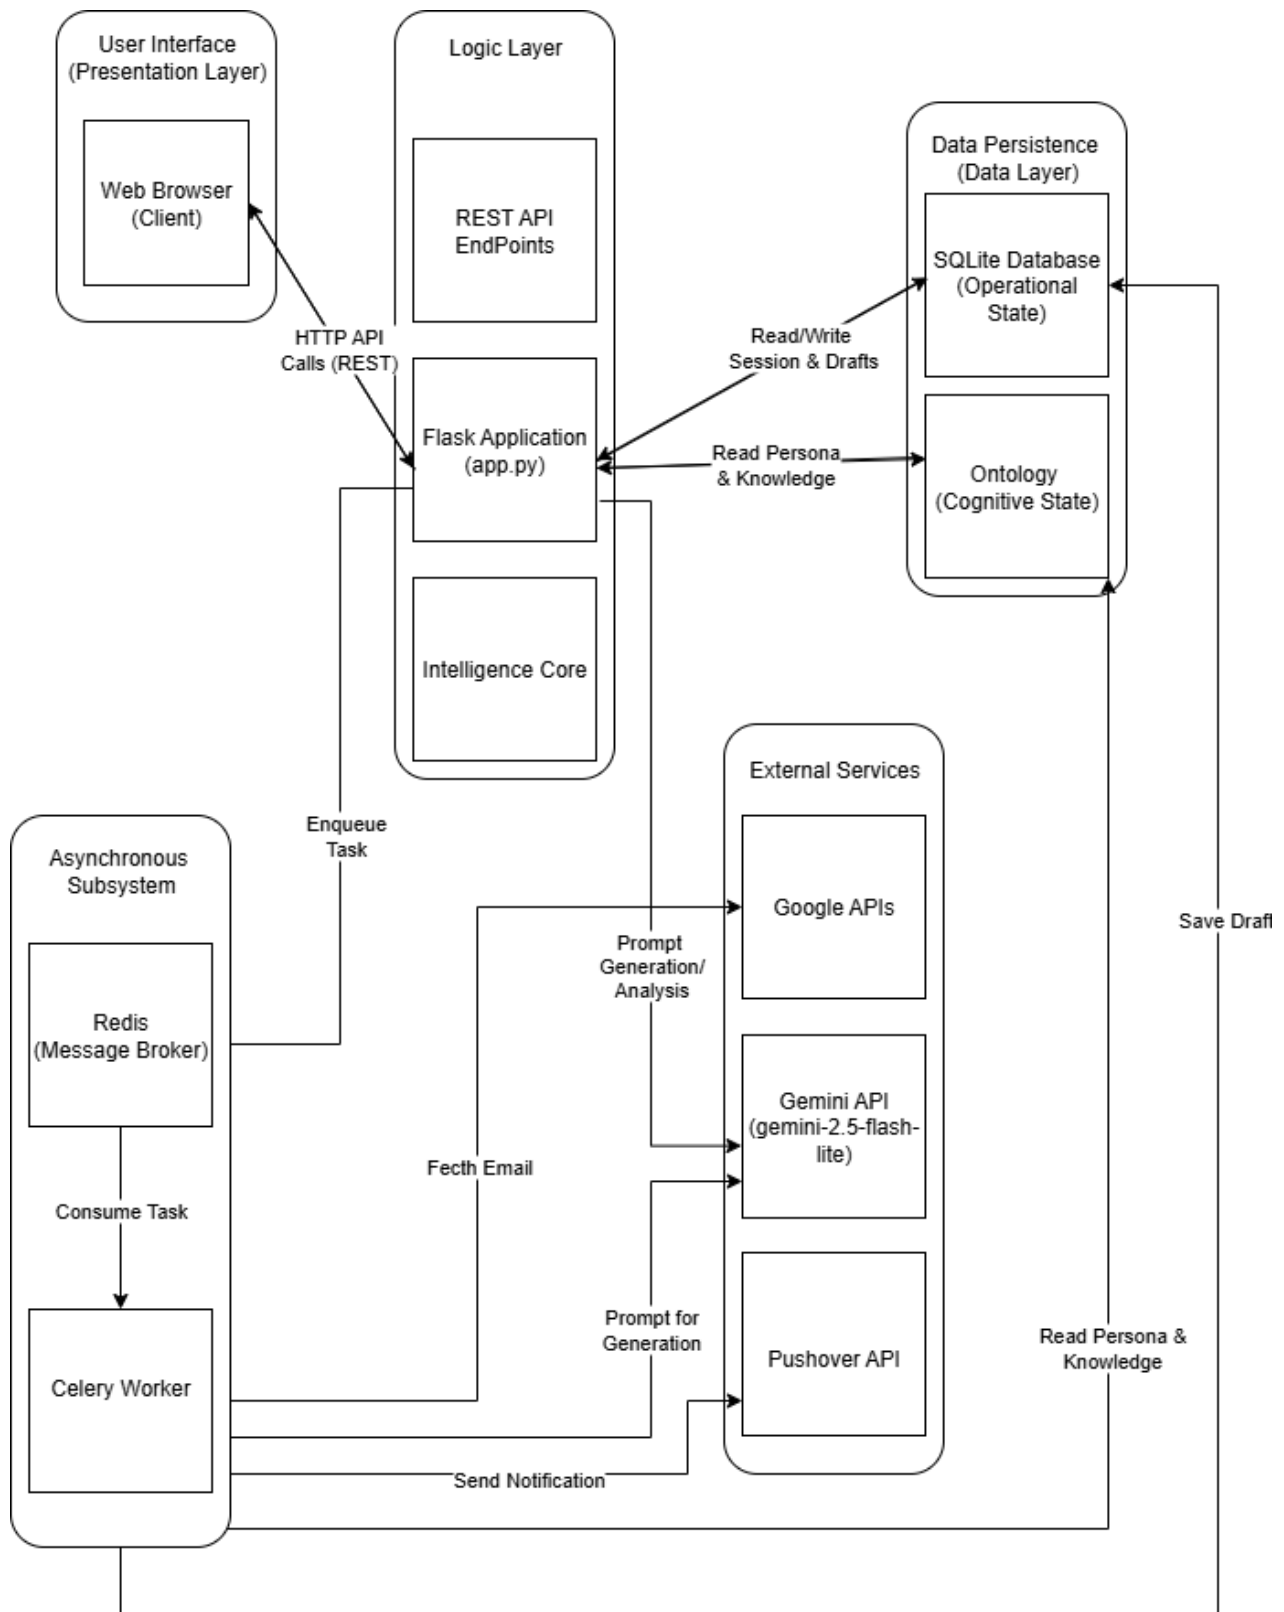 User Interface
(Presentation Layer)
Web Browser
(Client)
HTTP API
Calls (REST)
Logic Layer
REST API
EndPoints
Flask Application
(app.py)
Intelligence Core
Data Persistence
(Data Layer)
SQLite Database
(Operational
State)
Ontology
(Cognitive State)
Read/Write
Session & Drafts
Read Persona
& Knowledge
Enqueue
Task
Asynchronous
Subsystem
Redis
(Message Broker)
Consume Task
Celery Worker
External Services
Google APIs
Gemini API
(gemini-2.5-flash-
lite)
Pushover API
Prompt
Generation/
Analysis
Fecth Email
Prompt for
Generation
Send Notification
Read Persona &
Knowledge
Save Draft